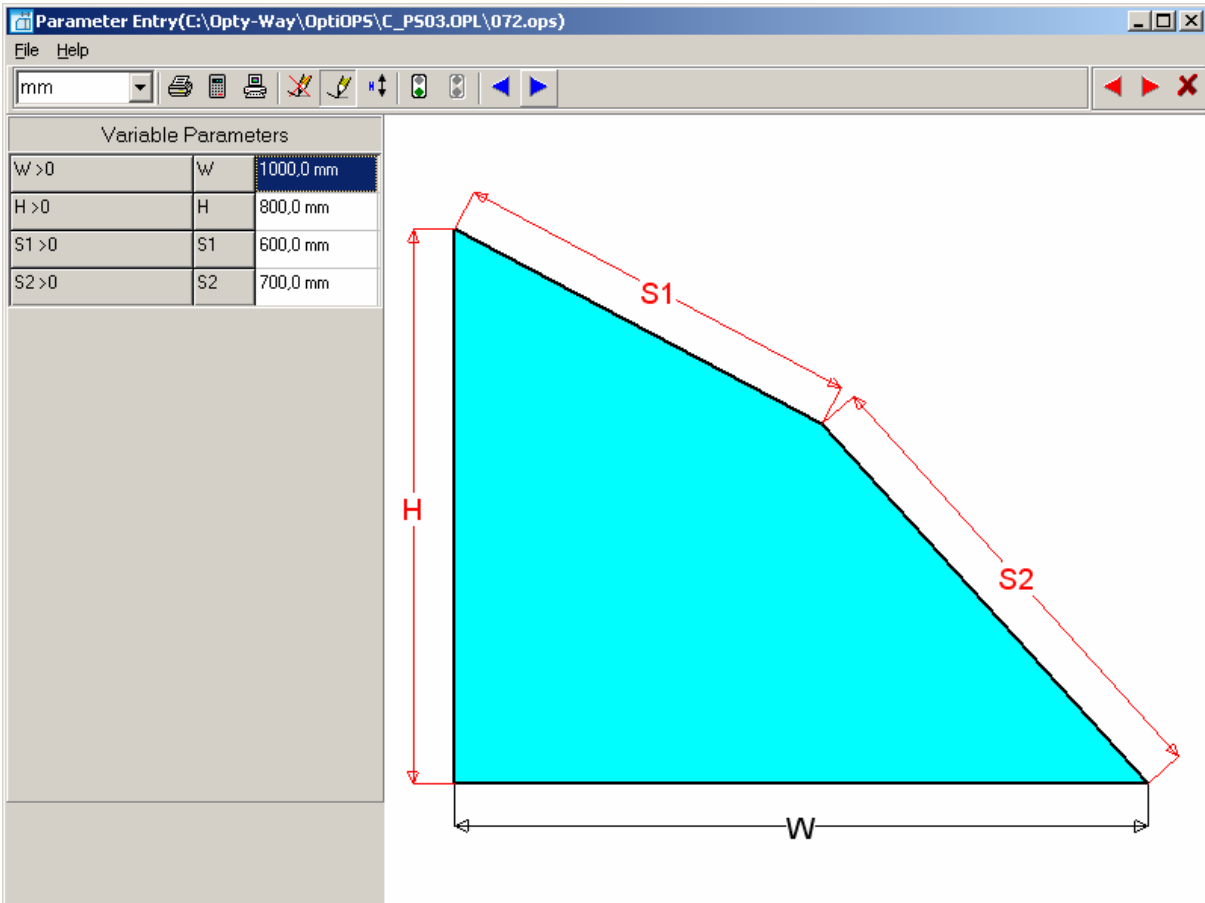 Parameter Entry(C:\Opty-Way\OptiOPS\C_PS03.OPL\072.ops)
File Help
mm
Variable Parameters
W >0 W 1000,0 mm
H >0 H 800,0 mm
S1 >0 S1 600,0 mm
S2 >0 S2 700,0 mm
S1
H
S2
W